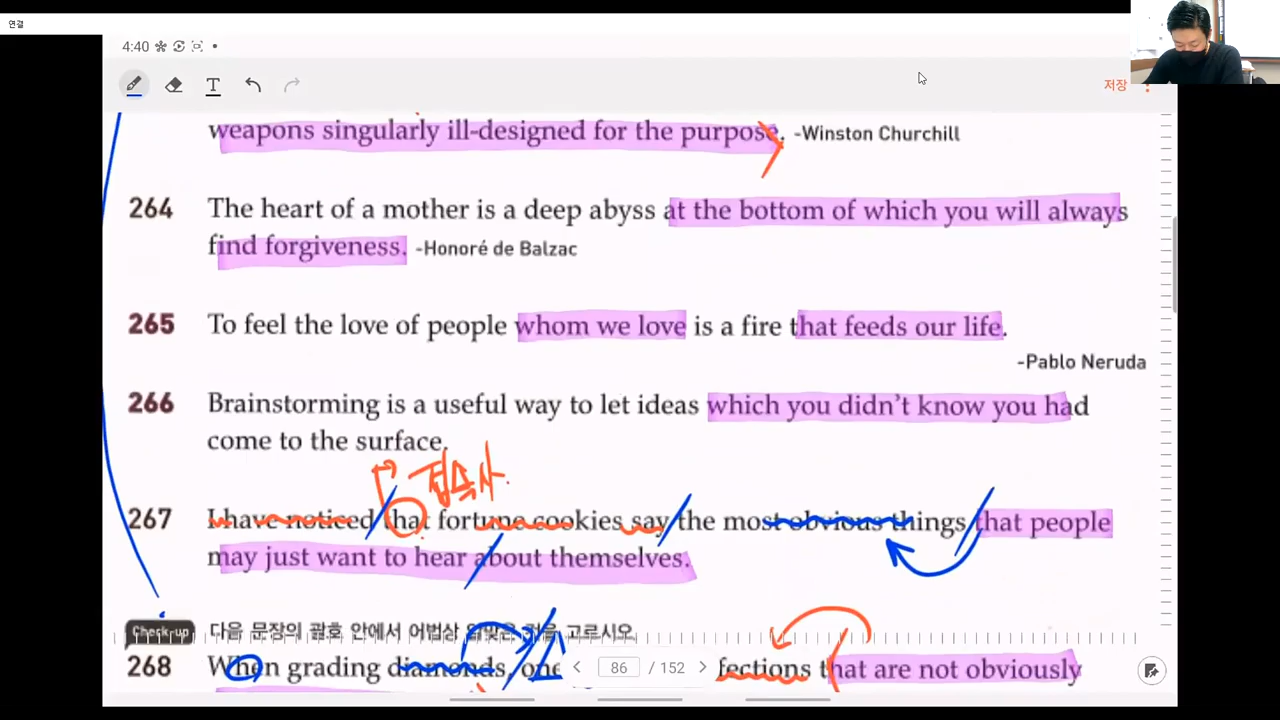 연결
4:40
T
저장
weapons singularly ill-designed for the purpose. -Winston Churchill
264 The heart of a mother is a deep abyss at the bottom of which you will always
find forgiveness. -Honoré de Balzac
265 To feel the love of people whom we love is a fire that feeds our life.
-Pablo Neruda
266 Brainstorming is a useful way to let ideas which you didn't know you had
come to the surface.
접속사
267 I have noticed that fortune cookies say the most obvious things that people
may just want to hear about themselves.
Check-up 다음 문장의 괄호 안에서 어법상 알맞은 것을 고르시오.
268 When grading diamonds, one fections that are not obviously
86 / 152